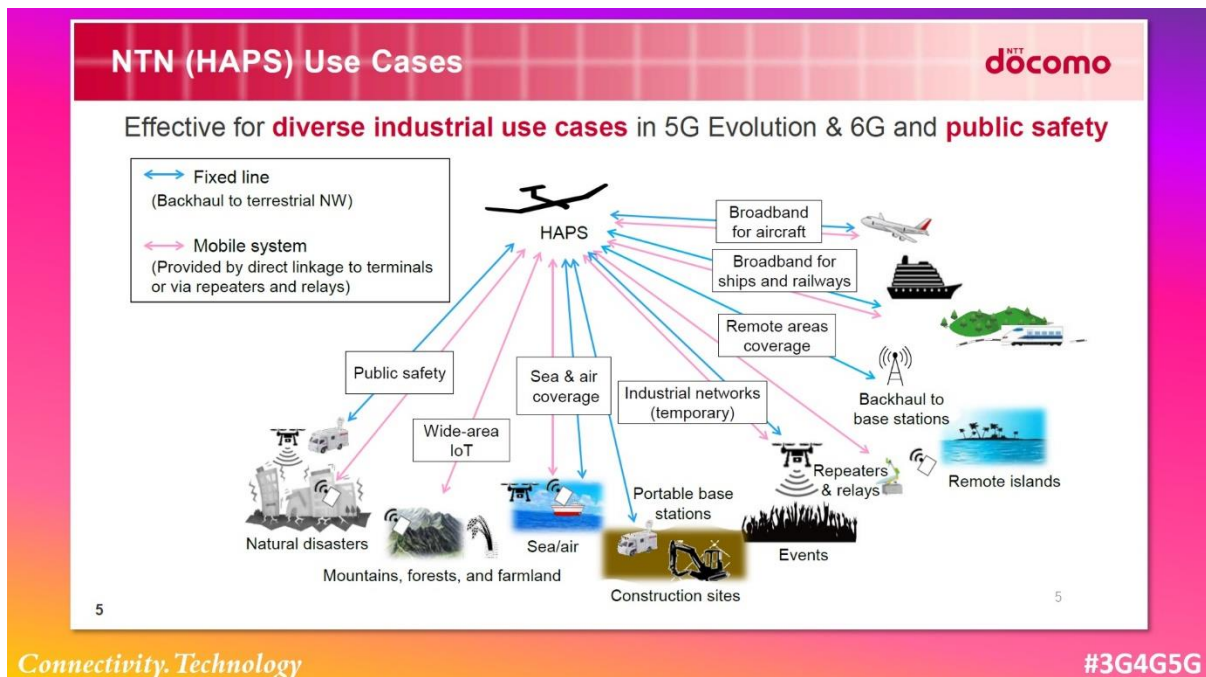 NTN (HAPS) Use Cases
NTT
döcomo
Effective for diverse industrial use cases in 5G Evolution & 6G and public safety
Fixed line
(Backhaul to terrestrial NW)
Mobile system
(Provided by direct linkage to terminals
or via repeaters and relays)
HAPS
Broadband
for aircraft
Broadband for
ships and railways
Remote areas
coverage
Public safety
Sea & air
coverage
Industrial networks
(temporary)
Wide-area
IoT
Backhaul to
base stations
Repeaters
& relays
Remote islands
Portable base
stations
Natural disasters
Sea/air
Events
Mountains, forests, and farmland
Construction sites
5
5
Connectivity. Technology
#3G4G5G